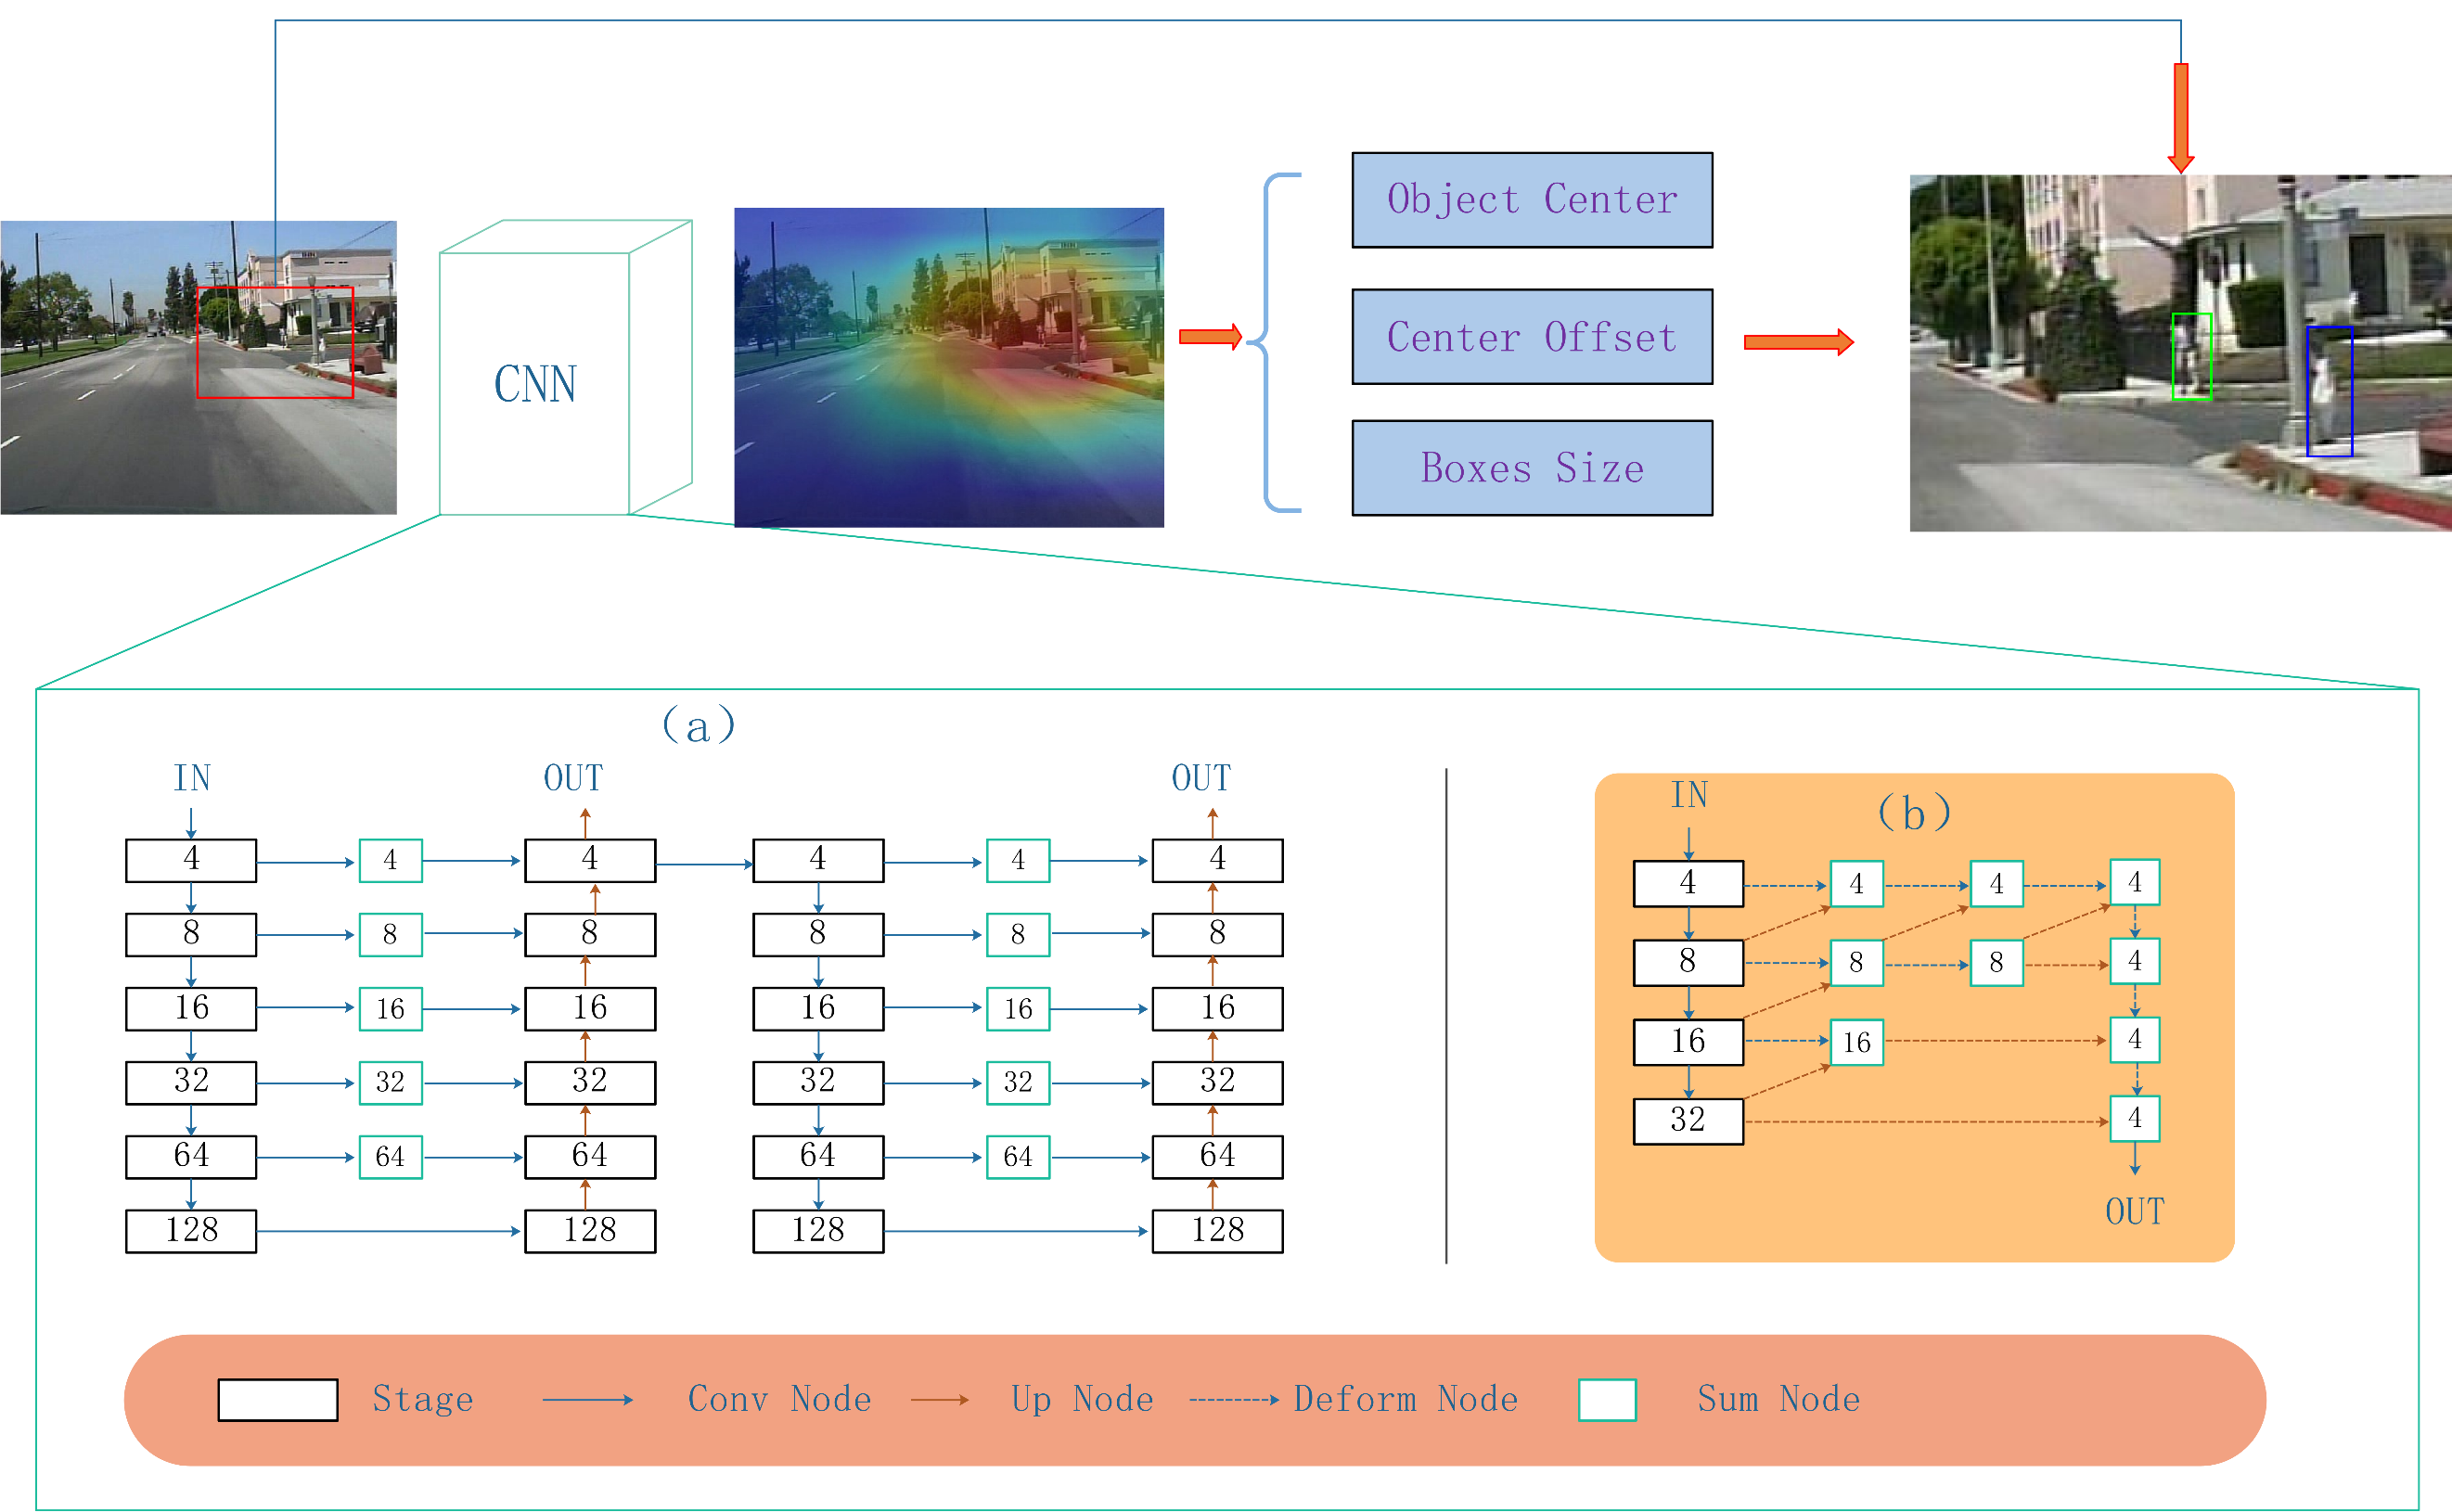 Object Center
Center Offset
Boxes Size
CNN
(a)
IN OUT OUT
4 4 4 4 4 4
8 8 8 8 8 8
16 16 16 16 16 16
32 32 32 32 32 32
64 64 64 64 64 64
128 128 128 128
IN
(b)
4 4 4 4
8 8 8 4
16 16 4
32 4
OUT
Stage Conv Node Up Node Deform Node Sum Node